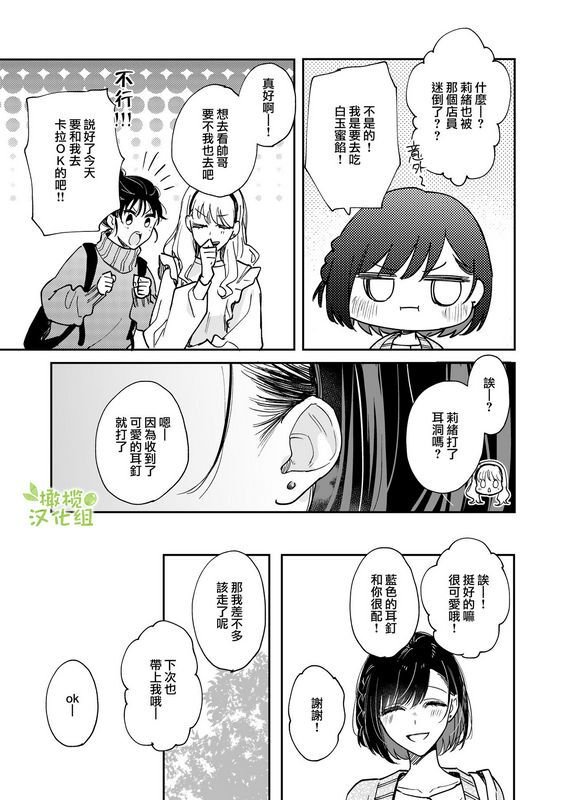 什麼—?
莉緒也被
那個店員
迷倒了??
意外~
不是的!
我是要去吃
白玉蜜餡!
真好啊—!
想去看帥哥
要不我也去吧
不行!!!
說好了今天
要和我去
卡拉OK的吧!!
誒—?
莉緒打了
耳洞嗎?
嗯—
因為收到了
可愛的耳釘
就打了
橄榄
汉化组
誒—!
挺好的嘛
很可愛哦!
藍色的耳釘
和你很配!
謝謝!
那我差不多
該走了呢
下次也
帶上我哦—
ok—